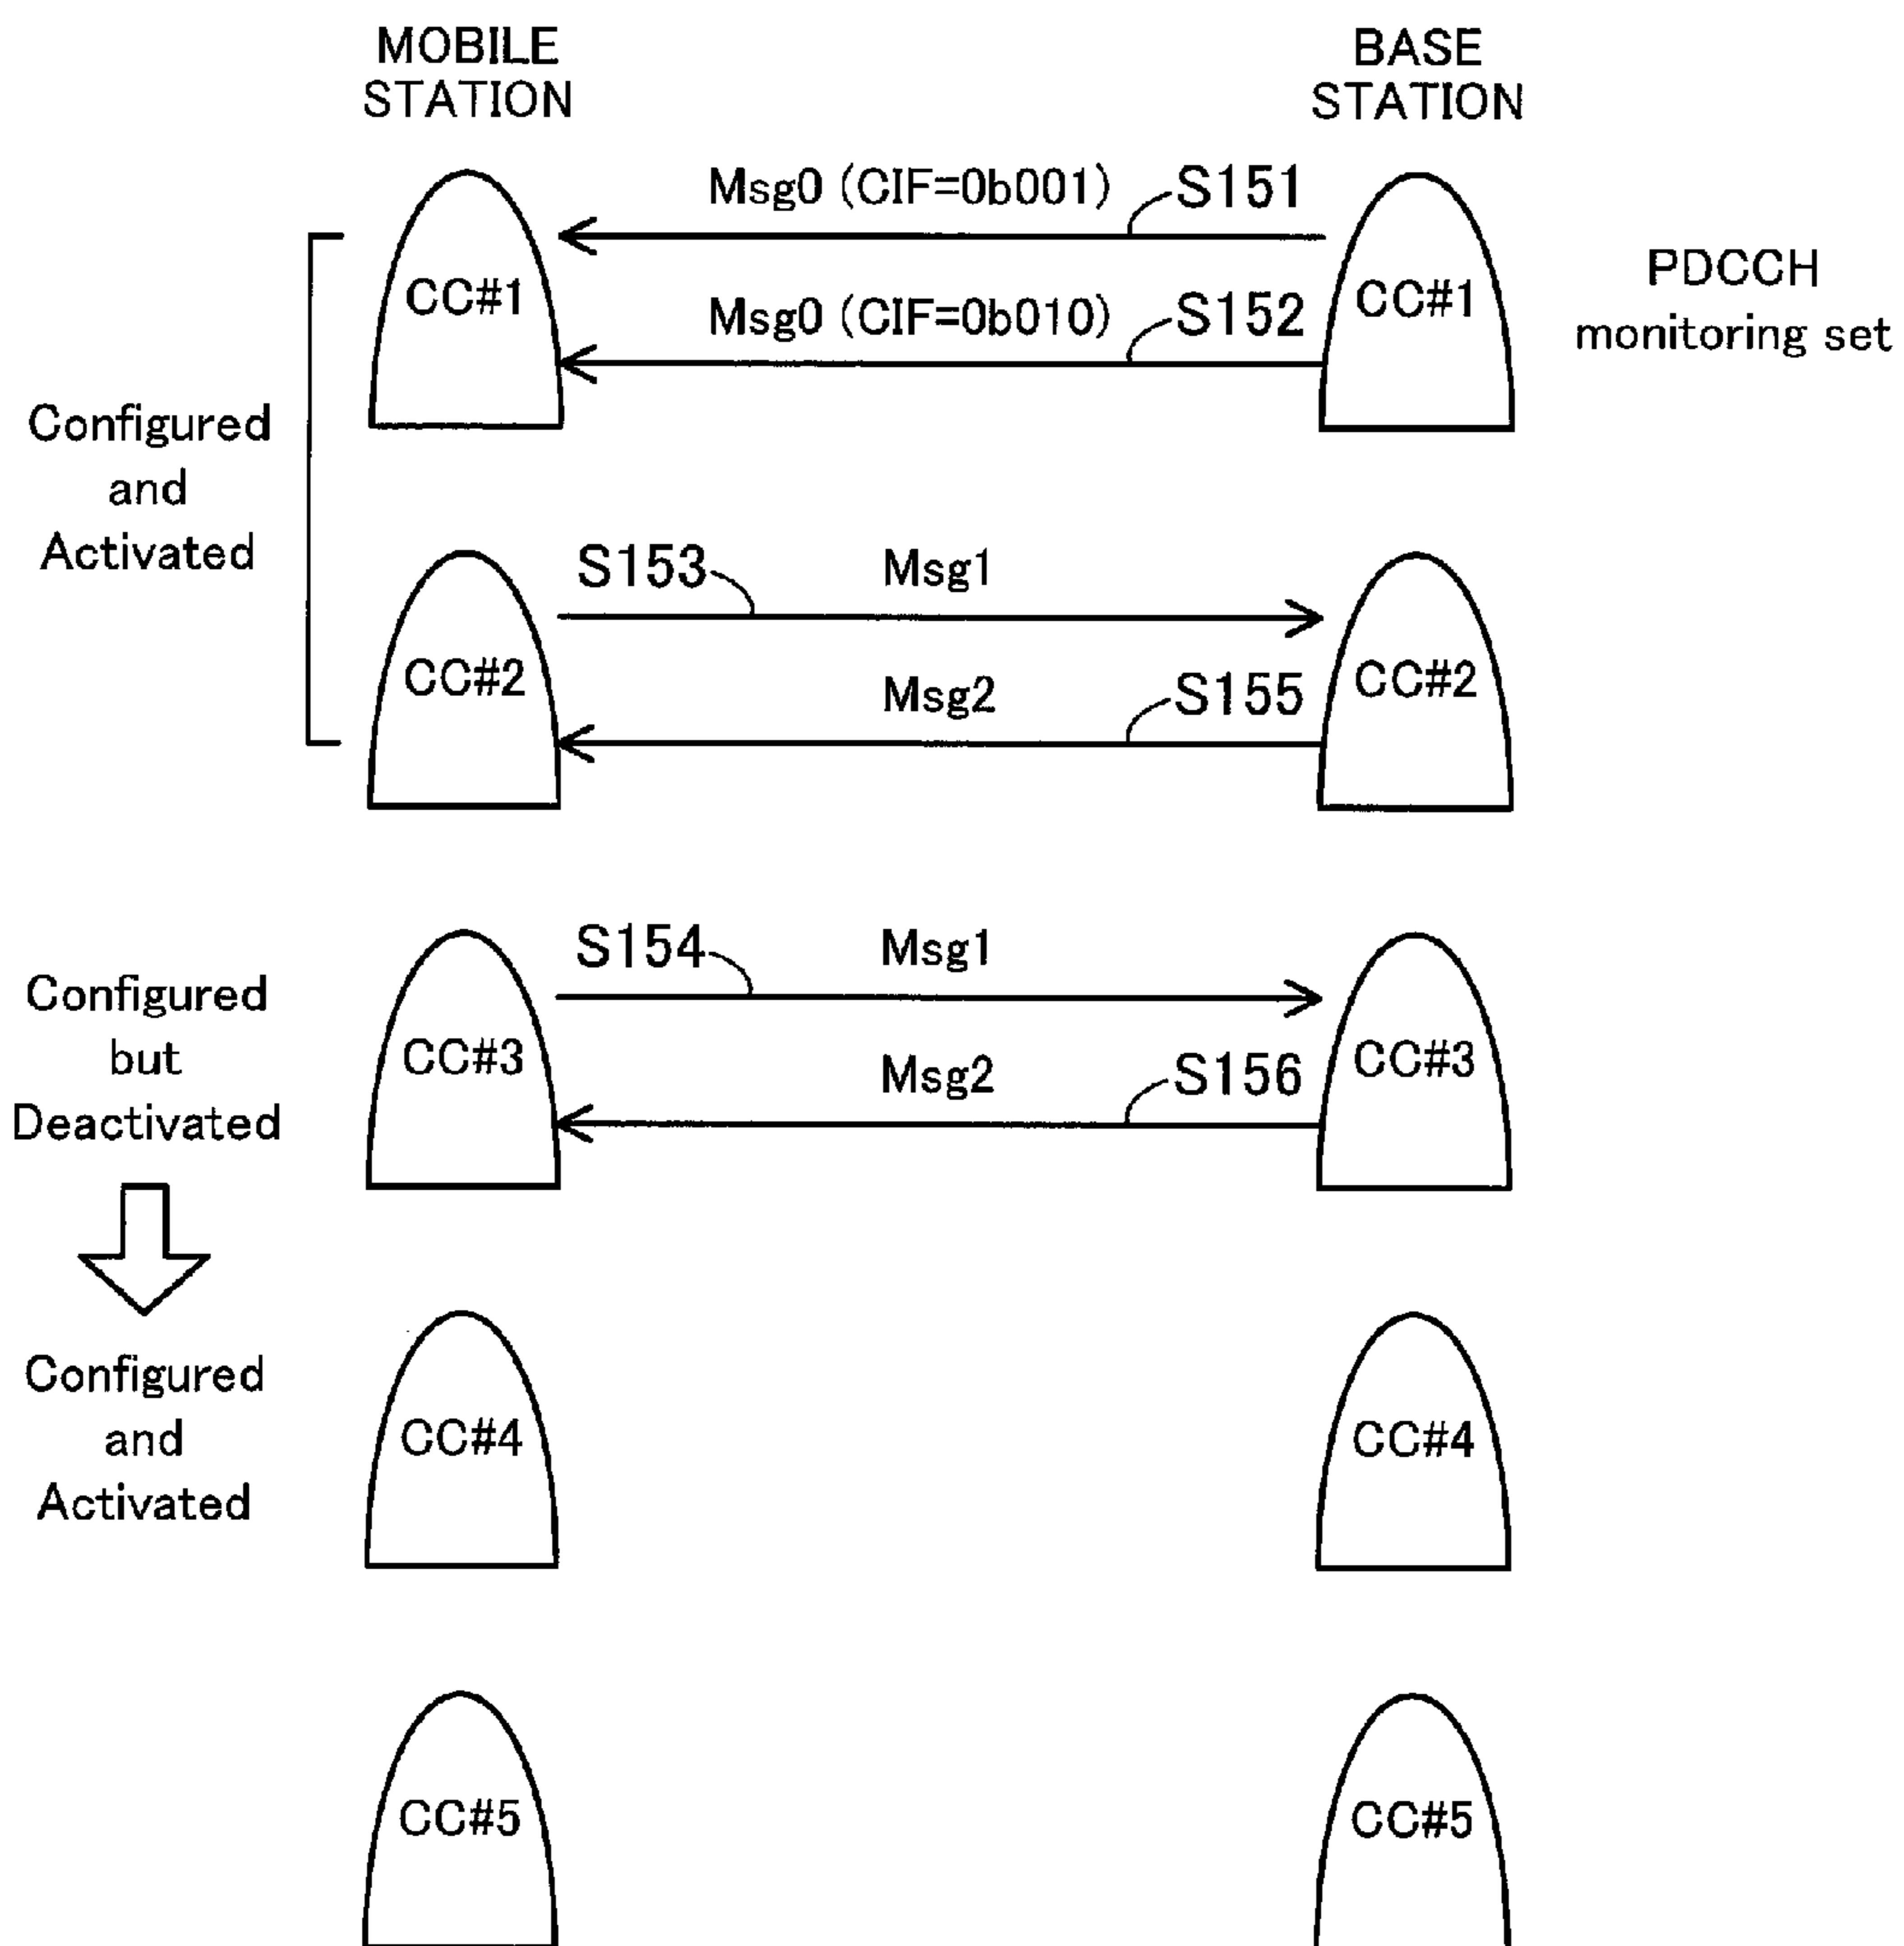 MOBILE
STATION
BASE
STATION
Msg0 (CIF=0b001)
S151
CC#1
CC#1
PDCCH
monitoring set
Msg0 (CIF=0b010)
S152
Configured
and
Activated
S153
Msg1
CC#2
CC#2
Msg2
S155
S154
Msg1
Configured
but
Deactivated
CC#3
CC#3
Msg2
S156
Configured
and
Activated
CC#4
CC#4
CC#5
CC#5